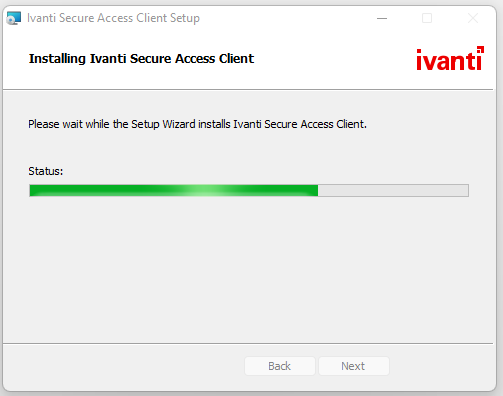 Ivanti Secure Access Client Setup
Installing Ivanti Secure Access Client
ivanti
Please wait while the Setup Wizard installs Ivanti Secure Access Client.
Status:
Back
Next